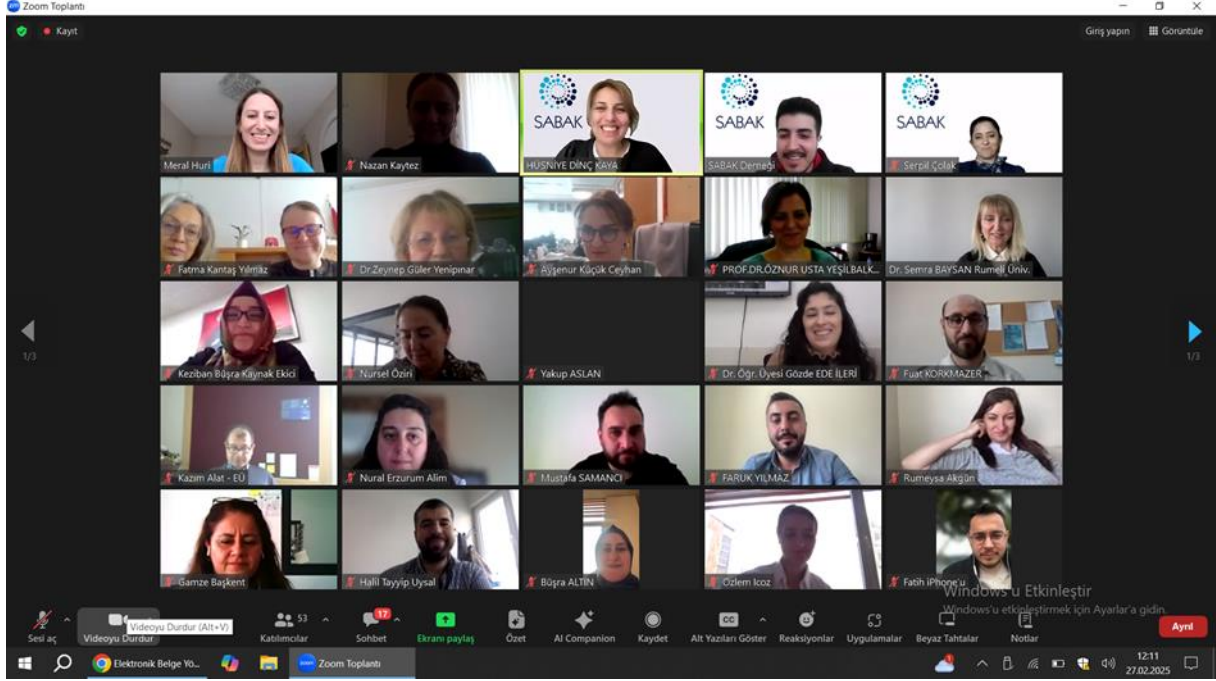 Zoom Toplantı
Kayıt
Giriş yapın
Görüntüle
SABAK
SABAK
SABAK
Meral Huri
Nazan Kaytez
HÜSNİYE DİNÇ KAYA
SABAK Derneği
Serpil Çolak
Fatma Kantaş Yılmaz
Dr.Zeynep Güler Yenipınar
Ayşenur Küçük Ceyhan
PROF.DR.ÖZNUR USTA YEŞİLBALK...
Dr. Semra BAYSAN Rumeli Üniv.
Keziban Büşra Kaynak Ekici
Nursel Öziri
Yakup ASLAN
Dr. Öğr. Üyesi Gözde EDE İLERİ
Fuat KORKMAZER
1/3
1/3
Kazım Alat - EÜ
Nural Erzurum Alim
Mustafa SAMANCI
FARUK YILMAZ
Rumeysa Akgün
Gamze Başkent
Halil Tayyip Uysal
Büşra ALTIN
Özlem Icoz
Fatih iPhone'u
Windows'u Etkinleştir
Windows'u etkinleştirmek için Ayarlar'a gidin.
Sesi aç
Videoyu Durdur
Videoyu Durdur (Alt+V)
Katılımcılar
53
Sohbet
17
Ekranı paylaş
Özet
AI Companion
Kaydet
CC
Alt Yazıları Göster
Reaksiyonlar
Uygulamalar
Beyaz Tahtalar
Notlar
Ayrıl
Elektronik Belge Yö...
Zoom Toplantı
12:11
27.02.2025